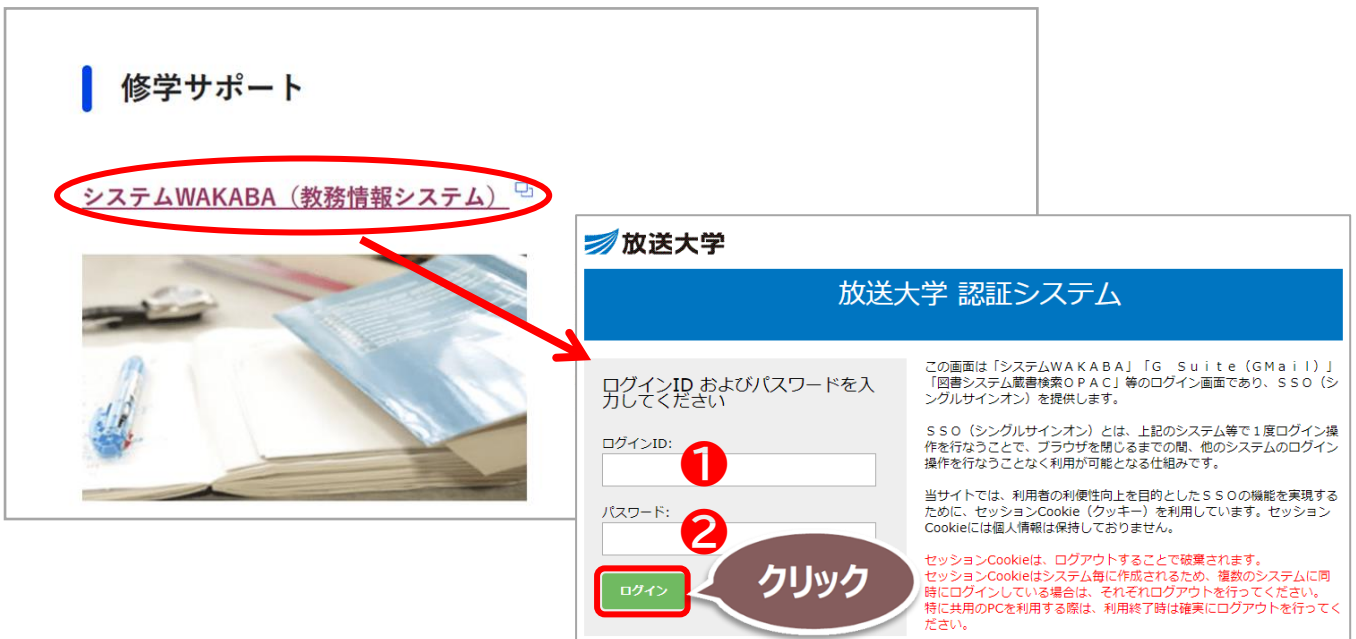 修学サポート
システムWAKABA（教務情報システム）
放送大学
放送大学 認証システム
ログインID およびパスワードを入
力してください
ログインID:
❶
パスワード:
❷
ログイン
クリック
この画面は「システムＷＡＫＡＢＡ」「Ｇ　Ｓｕｉｔｅ（ＧＭａｉｌ）」
「図書システム蔵書検索ＯＰＡＣ」等のログイン画面であり、ＳＳＯ（シ
ングルサインオン）を提供します。
ＳＳＯ（シングルサインオン）とは、上記のシステム等で１度ログイン操
作を行なうことで、ブラウザを閉じるまでの間、他のシステムのログイン
操作を行なうことなく利用が可能となる仕組みです。
当サイトでは、利用者の利便性向上を目的としたＳＳＯの機能を実現する
ために、セッションCookie（クッキー）を利用しています。セッション
Cookieには個人情報は保持しておりません。
セッションCookieは、ログアウトすることで破棄されます。
セッションCookieはシステム毎に作成されるため、複数のシステムに同
時にログインしている場合は、それぞれログアウトを行ってください。
特に共用のPCを利用する際は、利用終了時は確実にログアウトを行ってく
ださい。